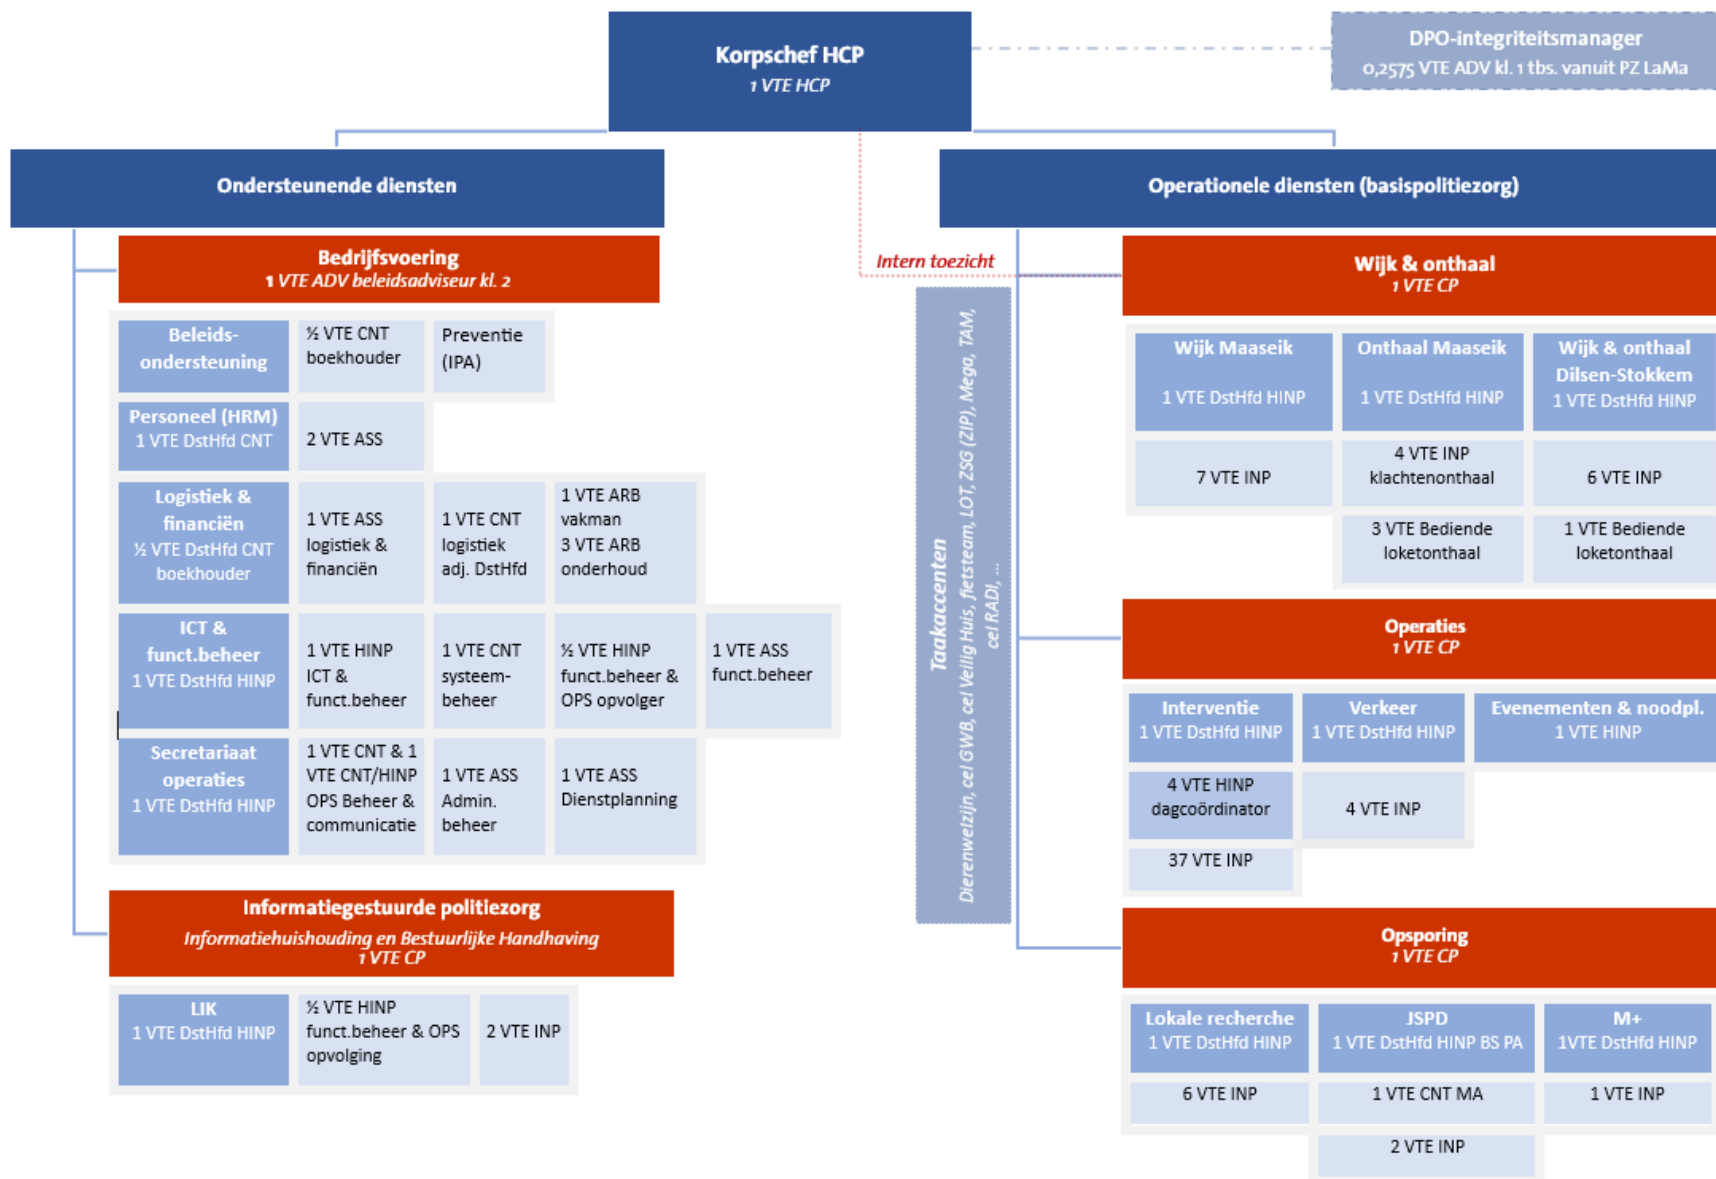 Korpschef HCP
1 VTE HCP
DPO-integriteitsmanager
0,2575 VTE ADV kl. 1 tbs. vanuit PZ LaMa
Ondersteunende diensten
Operationele diensten (basispolitiezorg)
Bedrijfsvoering
1 VTE ADV beleidsadviseur kl. 2
Beleids-
ondersteuning
½ VTE CNT
boekhouder
Preventie
(IPA)
Personeel (HRM)
1 VTE DstHfd CNT
2 VTE ASS
Logistiek &
financiën
½ VTE DstHfd CNT
boekhouder
1 VTE ASS
logistiek &
financiën
1 VTE CNT
logistiek
adj. DstHfd
1 VTE ARB
vakman
3 VTE ARB
onderhoud
ICT &
funct.beheer
1 VTE DstHfd HINP
1 VTE HINP
ICT &
funct.beheer
1 VTE CNT
systeem-
beheer
½ VTE HINP
funct.beheer &
OPS opvolger
1 VTE ASS
funct.beheer
Secretariaat
operaties
1 VTE DstHfd HINP
1 VTE CNT & 1
VTE CNT/HINP
OPS Beheer &
communicatie
1 VTE ASS
Admin.
beheer
1 VTE ASS
Dienstplanning
Informatiegestuurde politiezorg
Informatiehuishouding en Bestuurlijke Handhaving
1 VTE CP
LIK
1 VTE DstHfd HINP
½ VTE HINP
funct.beheer & OPS
opvolging
2 VTE INP
Intern toezicht
Taakaccenten
Dierenwelzijn, cel GWB, cel Veilig Huis, fietsteam, LOT, ZSG (ZIP), Mega, TAM,
cel RADI, ...
Wijk & onthaal
1 VTE CP
Wijk Maaseik
1 VTE DstHfd HINP
Onthaal Maaseik
1 VTE DstHfd HINP
Wijk & onthaal
Dilsen-Stokkem
1 VTE DstHfd HINP
7 VTE INP
4 VTE INP
klachtenonthaal
6 VTE INP
3 VTE Bediende
loketonthaal
1 VTE Bediende
loketonthaal
Operaties
1 VTE CP
Interventie
1 VTE DstHfd HINP
Verkeer
1 VTE DstHfd HINP
Evenementen & noodpl.
1 VTE HINP
4 VTE HINP
dagcoördinator
4 VTE INP
37 VTE INP
Opsporing
1 VTE CP
Lokale recherche
1 VTE DstHfd HINP
JSPD
1 VTE DstHfd HINP BS PA
M+
1VTE DstHfd HINP
6 VTE INP
1 VTE CNT MA
1 VTE INP
2 VTE INP